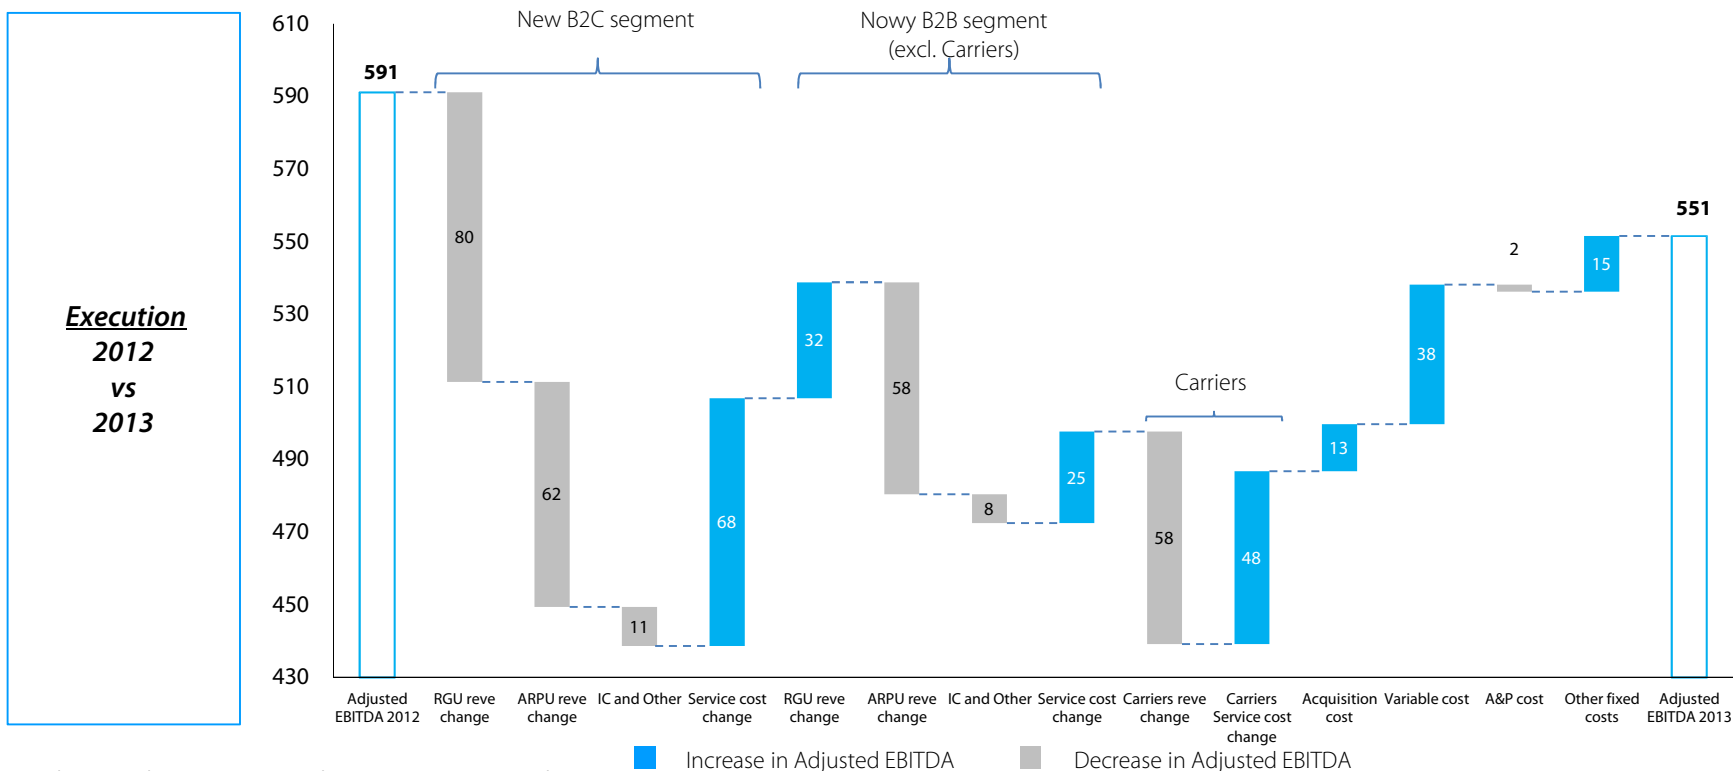 Execution
2012
vs
2013
New B2C segment
Nowy B2B segment
(excl. Carriers)
Carriers
610
590
570
550
530
510
490
470
450
430
591
80
62
11
68
32
58
8
25
58
48
13
38
2
15
551
Adjusted
EBITDA 2012
RGU reve
change
ARPU reve
change
IC and Other
Service cost
change
RGU reve
change
ARPU reve
change
IC and Other
Service cost
change
Carriers reve
change
Carriers
Service cost
change
Acquisition
cost
Variable cost
A&P cost
Other fixed
costs
Adjusted
EBITDA 2013
Increase in Adjusted EBITDA
Decrease in Adjusted EBITDA